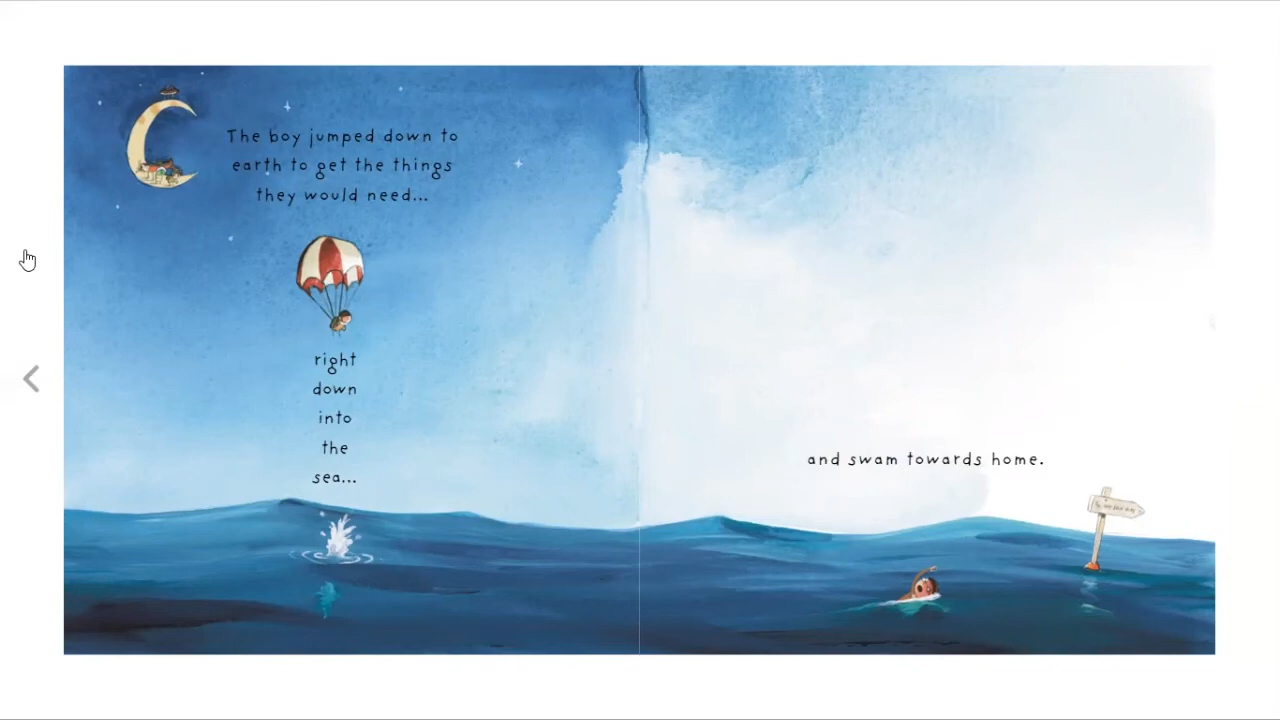 The boy jumped down to
earth to get the things
they would need...
right
down
into
the
sea...
and swam towards home.